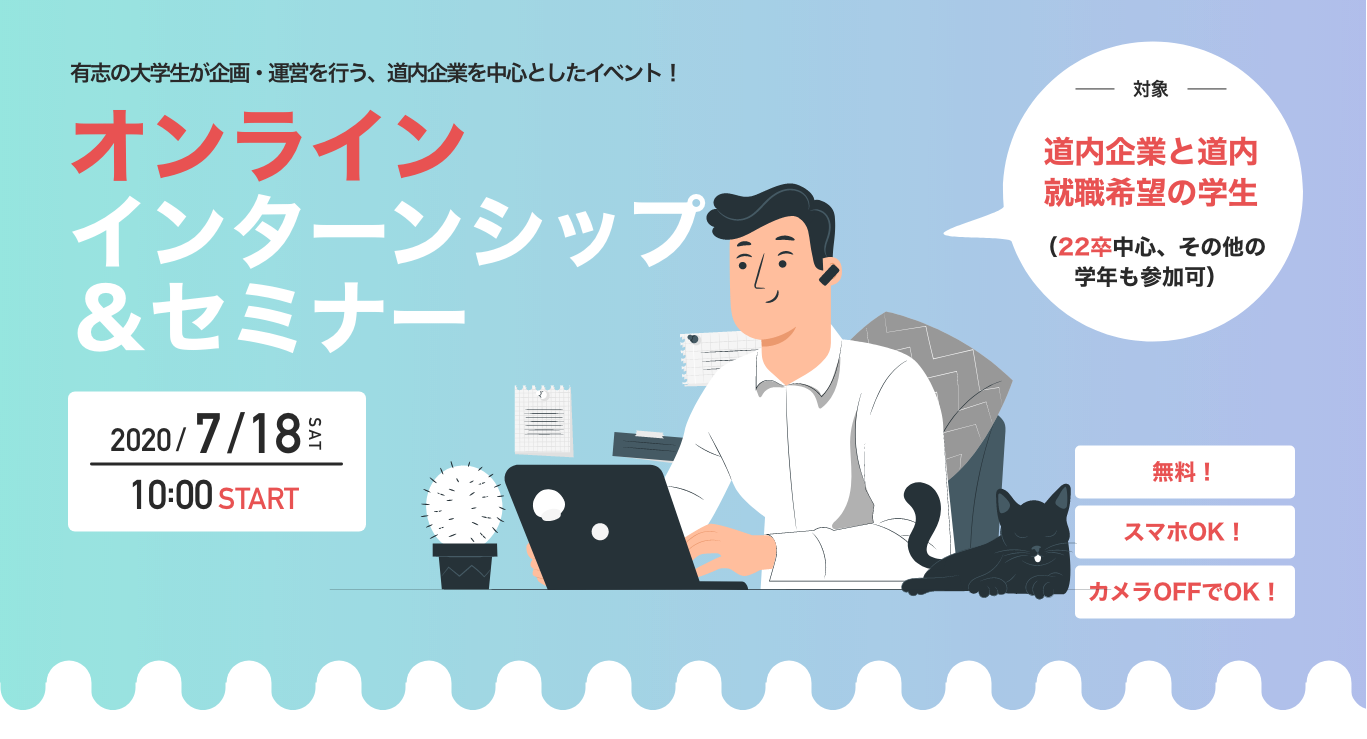 有志の大学生が企画・運営を行う、道内企業を中心としたイベント！
オンライン
インターンシップ
＆セミナー
2020/ 7/18 SAT
10:00 START
対象
道内企業と道内
就職希望の学生
（22卒中心、その他の
学年も参加可）
無料！
スマホOK！
カメラOFFでOK！